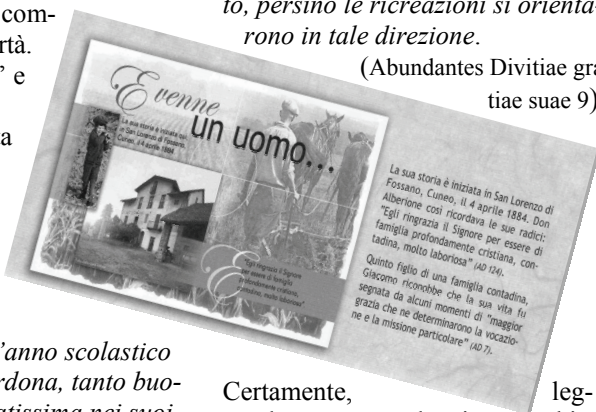 com-
rtà.
” e
ta
to, persino le ricreazioni si orienta-
rono in tale direzione.
(Abundantes Divitiae gra-
tiae suae 9)
E venne
un uomo...
La sua storia è iniziata
in San Lorenzo di Fossano,
Cuneo, il 4 aprile 1884.
"Egli ringrazia il Signore
per essere di famiglia
profondamente cristiana,
contadina, molto laboriosa"
La sua storia è iniziata in San Lorenzo di
Fossano, Cuneo, il 4 aprile 1884. Don
Alberione così ricordava le sue radici:
"Egli ringrazia il Signore per essere di
famiglia profondamente cristiana, con-
tadina, molto laboriosa" (AD 124).
Quinto figlio di una famiglia contadina,
Giacomo riconobbe che la sua vita fu
segnata da alcuni momenti di "maggior
grazia che ne determinarono la vocazio-
ne e la missione particolare" (AD 7).
’anno scolastico
rdona, tanto buo-
Certamente, leg-